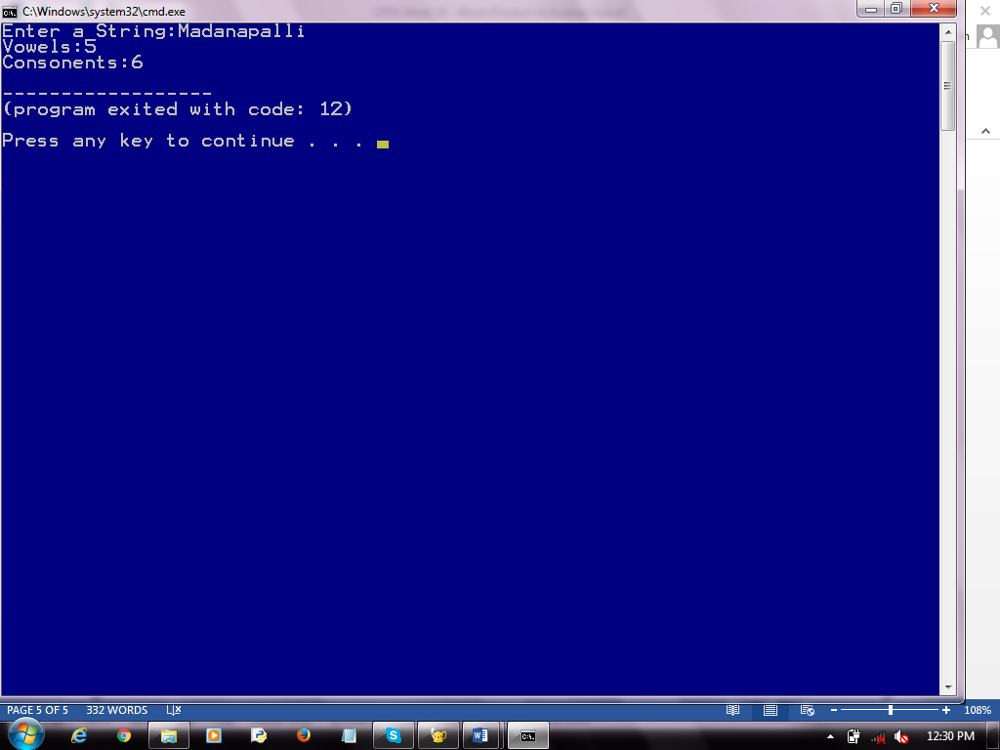 C:\Windows\system32\cmd.exe
Enter a String:Madanapalli
Vowels:5
Consonents:6
------------------
(program exited with code: 12)
Press any key to continue . . .
PAGE 5 OF 5 332 WORDS 108%
12:30 PM